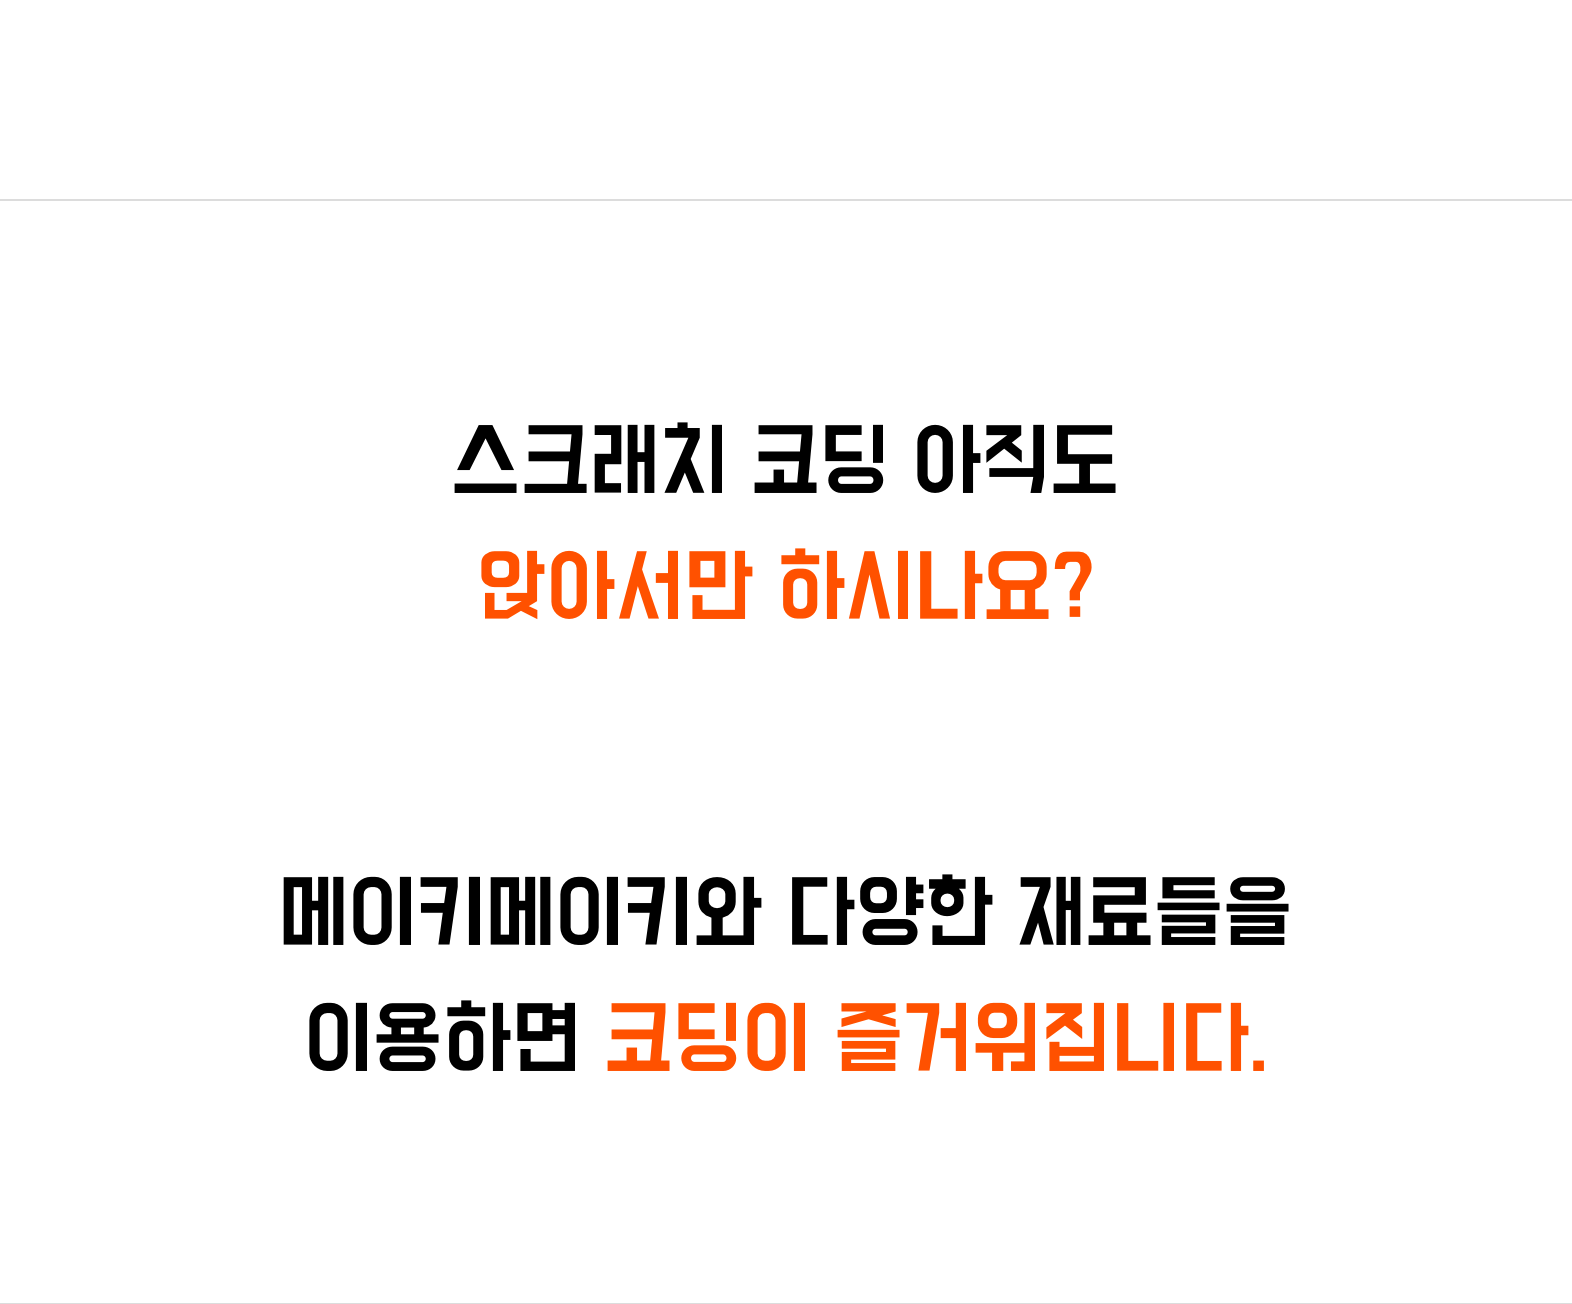 스크래치 코딩 아직도
앉아서만 하시나요?
메이키메이키와 다양한 재료들을
이용하면 코딩이 즐거워집니다.